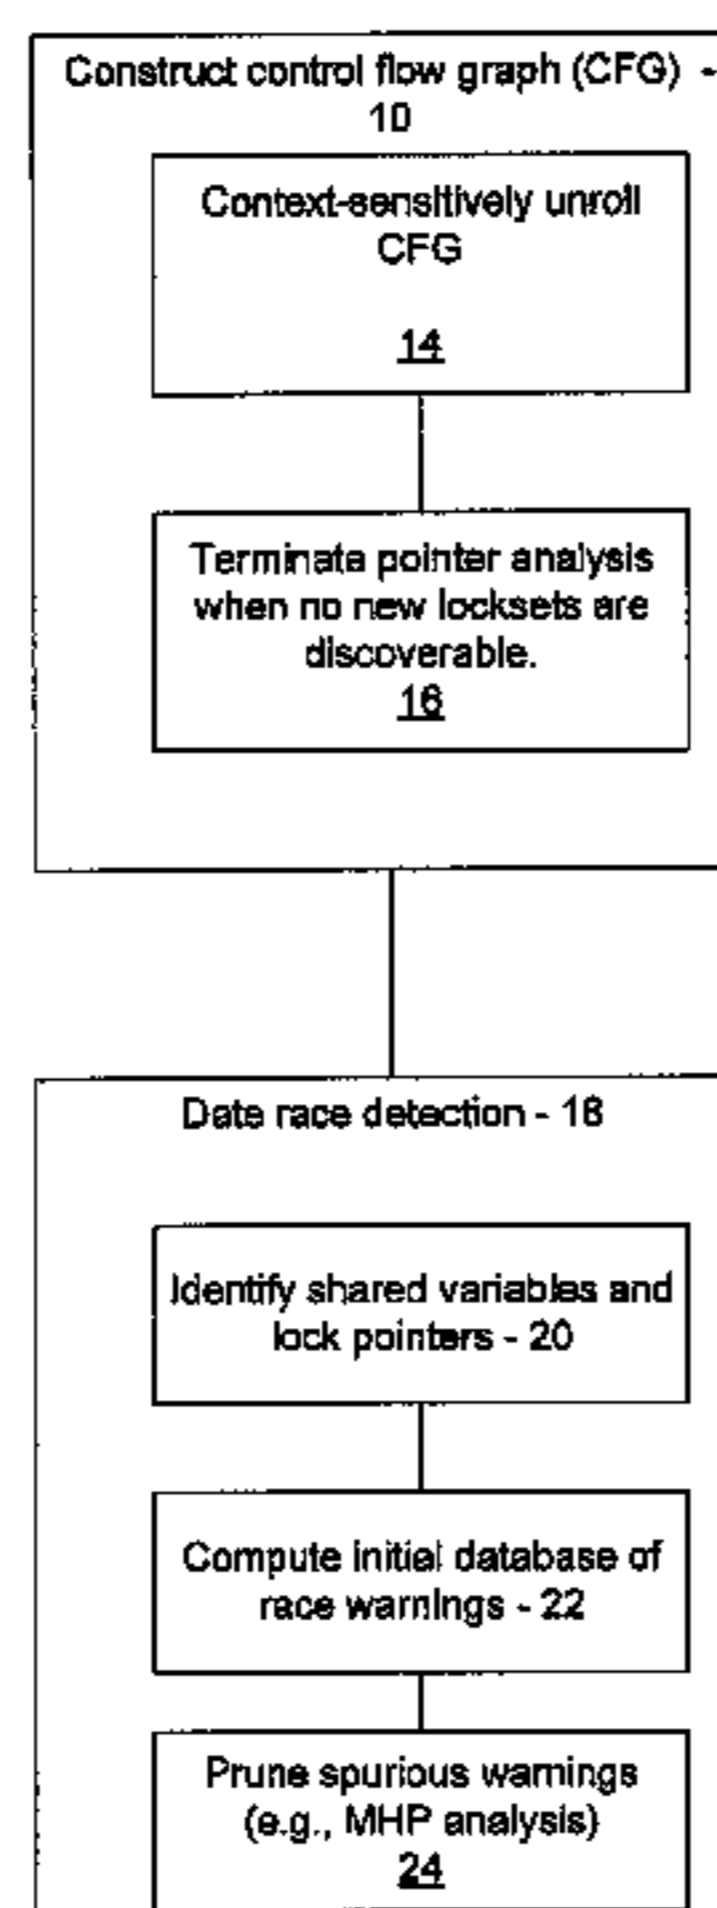 Construct control flow graph (CFG) -
10
Context-sensitively unroll
CFG
14
Terminate pointer analysis
when no new locksets are
discoverable.
16
Date race detection - 18
Identify shared variables and
lock pointers - 20
Compute initial database of
race warnings - 22
Prune spurious warnings
(e.g., MHP analysis)
24